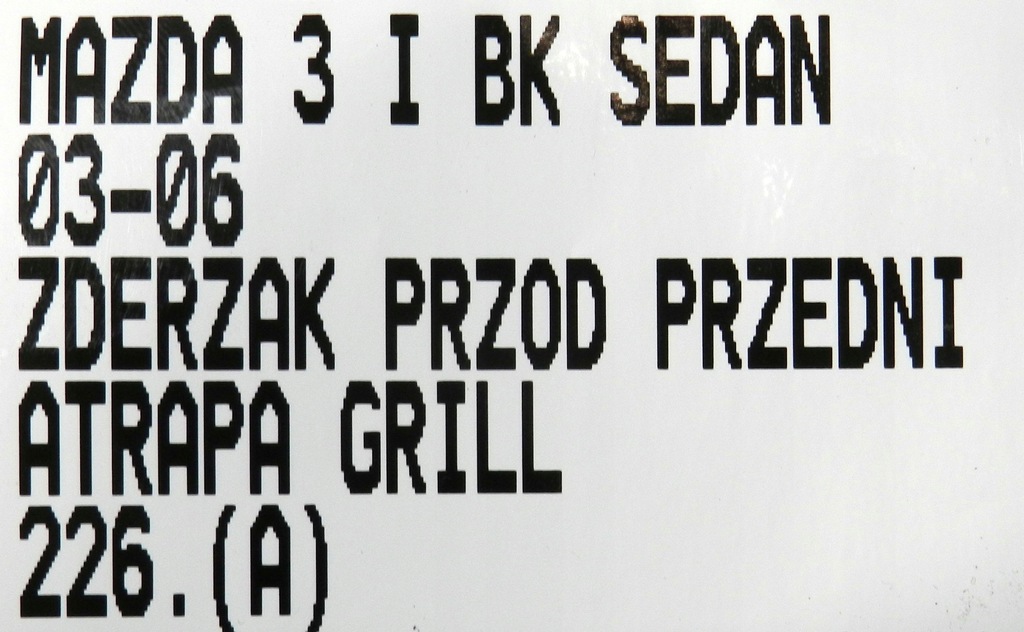 MAZDA 3 I BK SEDAN
03-06
ZDERZAK PRZOD PRZEDNI
ATRAPA GRILL
226.(A)